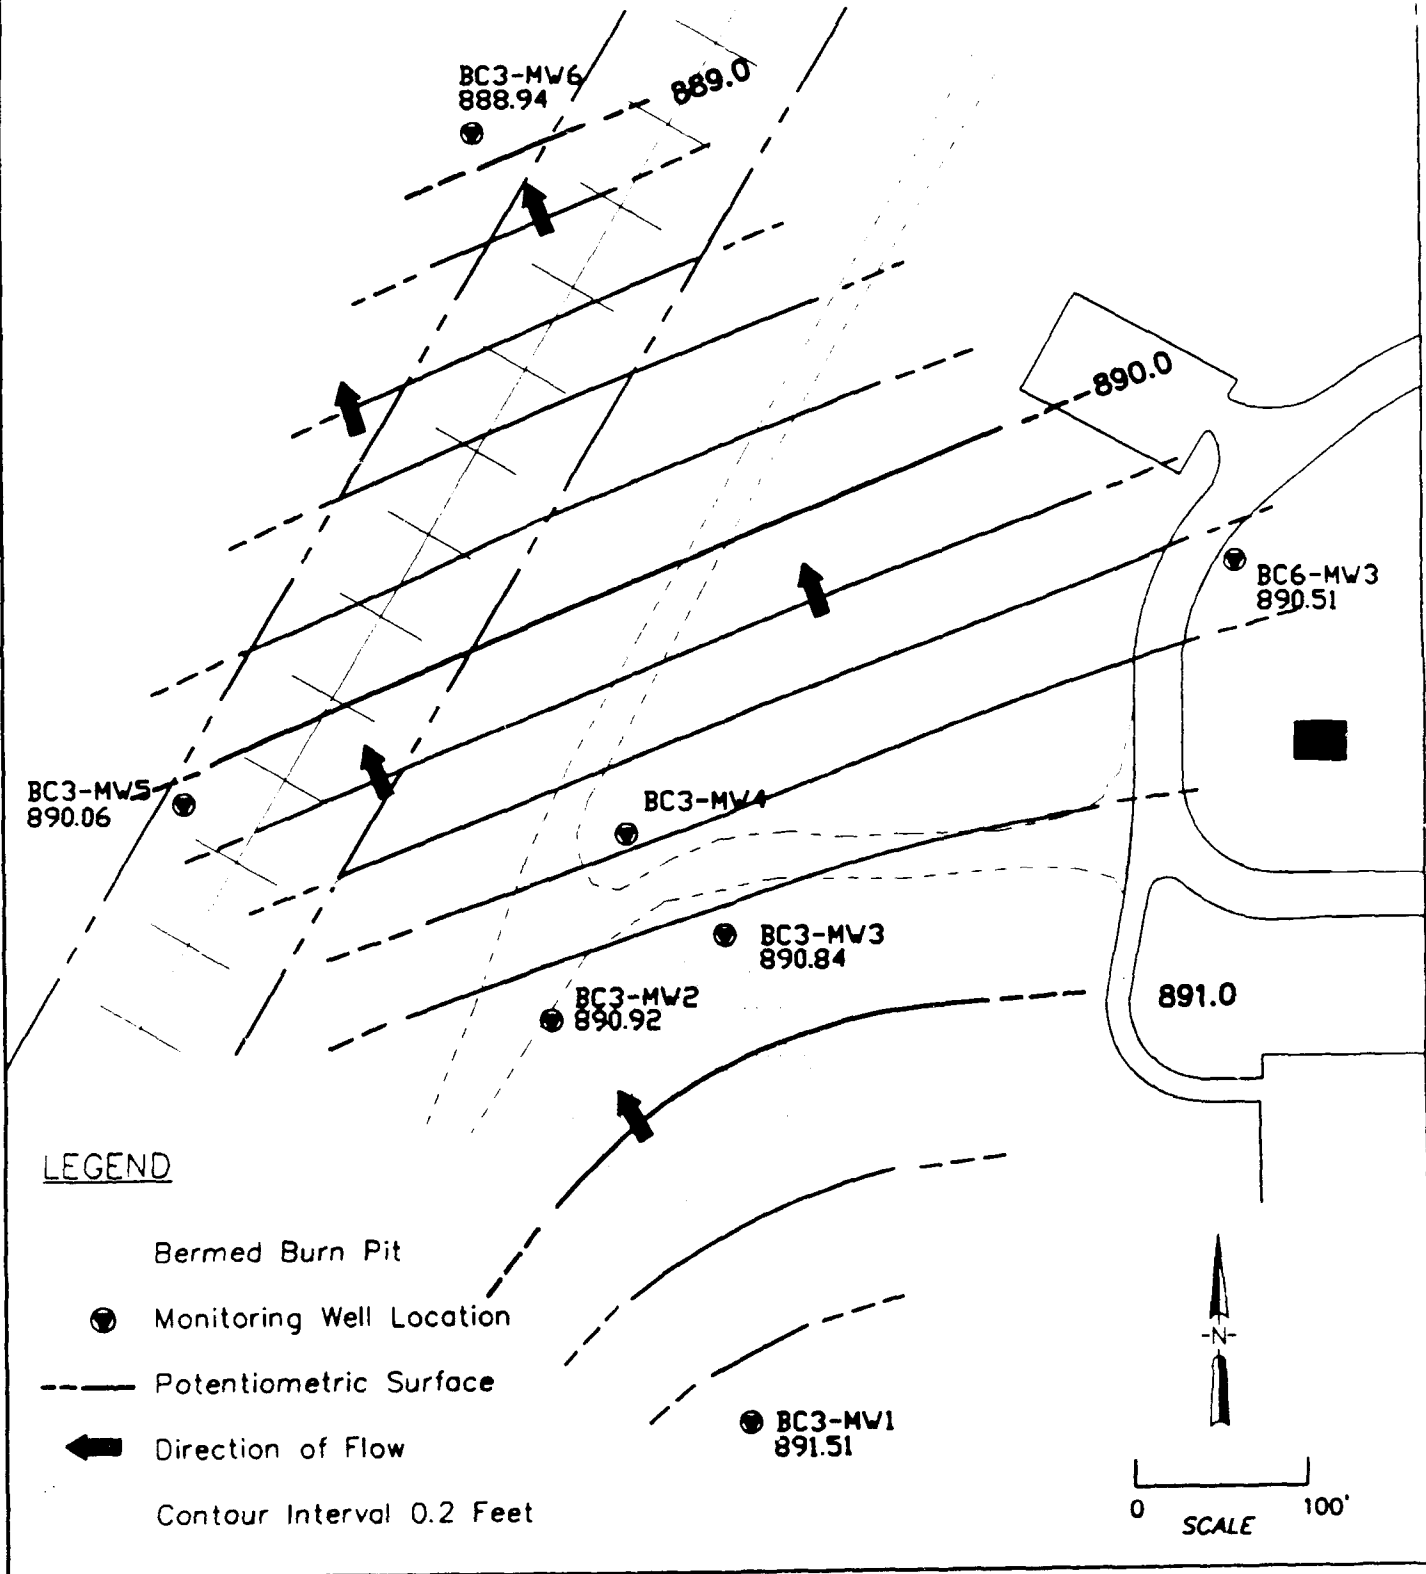 889.0
BC3-MW6
888.94
890.0
BC6-MW3
890.51
BC3-MW5
890.06
BC3-MW4
BC3-MW3
890.84
BC3-MW2
890.92
891.0
LEGEND
Bermed Burn Pit
Monitoring Well Location
Potentiometric Surface
Direction of Flow
Contour Interval 0.2 Feet
BC3-MW1
891.51
-N-
0 100'
SCALE